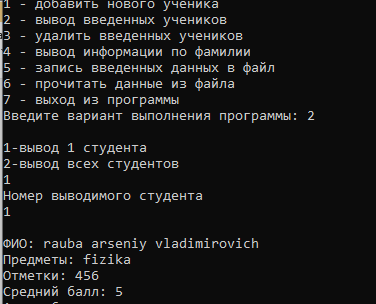 1 - добавить нового ученика
2 - вывод введенных учеников
3 - удалить введенных учеников
4 - вывод информации по фамилии
5 - запись введенных данных в файл
6 - прочитать данные из файла
7 - выход из программы
Введите вариант выполнения программы: 2
1-вывод 1 студента
2-вывод всех студентов
1
Номер выводимого студента
1
ФИО: rauba arseniy vladimirovich
Предметы: fizika
Отметки: 456
Средний балл: 5